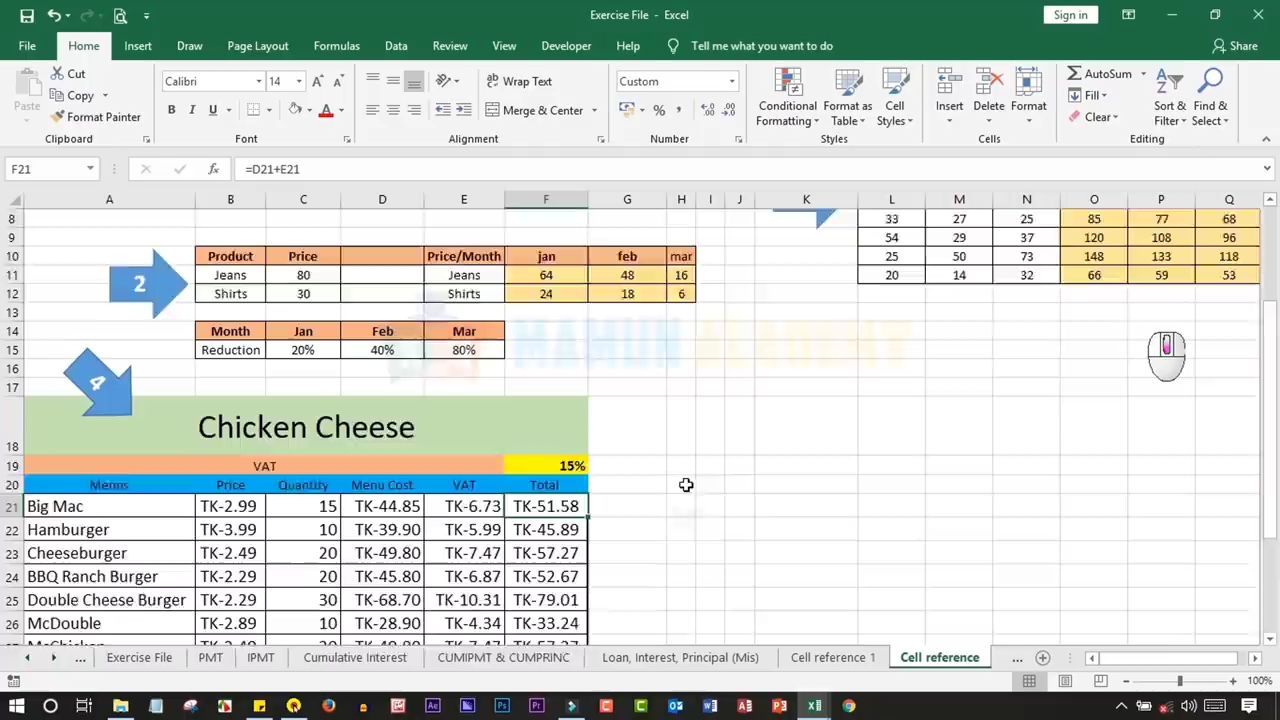 Exercise File - Excel
Sign in
File Home Insert Draw Page Layout Formulas Data Review View Developer Help Tell me what you want to do Share
Paste Cut Copy Format Painter Clipboard
Calibri 14 A A B I U A Font
Wrap Text Merge & Center Alignment
Custom % , Number
Conditional Formatting Format as Table Cell Styles Styles
Insert Delete Format Cells
AutoSum Fill Clear Sort & Filter Find & Select Editing
F21 fx =D21+E21
A B C D E F G H I J K L M N O P Q
8 33 27 25 85 77 68
9 54 29 37 120 108 96
10 Product Price Price/Month jan feb mar 25 50 73 148 133 118
11 Jeans 80 Jeans 64 48 16 20 14 32 66 59 53
2
12 Shirts 30 Shirts 24 18 6
13
14 Month Jan Feb Mar
MAMUN ACADEMY
15 Reduction 20% 40% 80%
16
4
17
18 Chicken Cheese
19 VAT 15%
20 Menus Price Quantity Menu Cost VAT Total
21 Big Mac TK-2.99 15 TK-44.85 TK-6.73 TK-51.58
22 Hamburger TK-3.99 10 TK-39.90 TK-5.99 TK-45.89
23 Cheeseburger TK-2.49 20 TK-49.80 TK-7.47 TK-57.27
24 BBQ Ranch Burger TK-2.29 20 TK-45.80 TK-6.87 TK-52.67
25 Double Cheese Burger TK-2.29 30 TK-68.70 TK-10.31 TK-79.01
26 McDouble TK-2.89 10 TK-28.90 TK-4.34 TK-33.24
27 McChicken TK-2.49 20 TK-49.80 TK-7.47 TK-57.27
... Exercise File PMT IPMT Cumulative Interest CUMIPMT & CUMPRINC Loan, Interest, Principal (Mis) Cell reference 1 Cell reference ...
100%